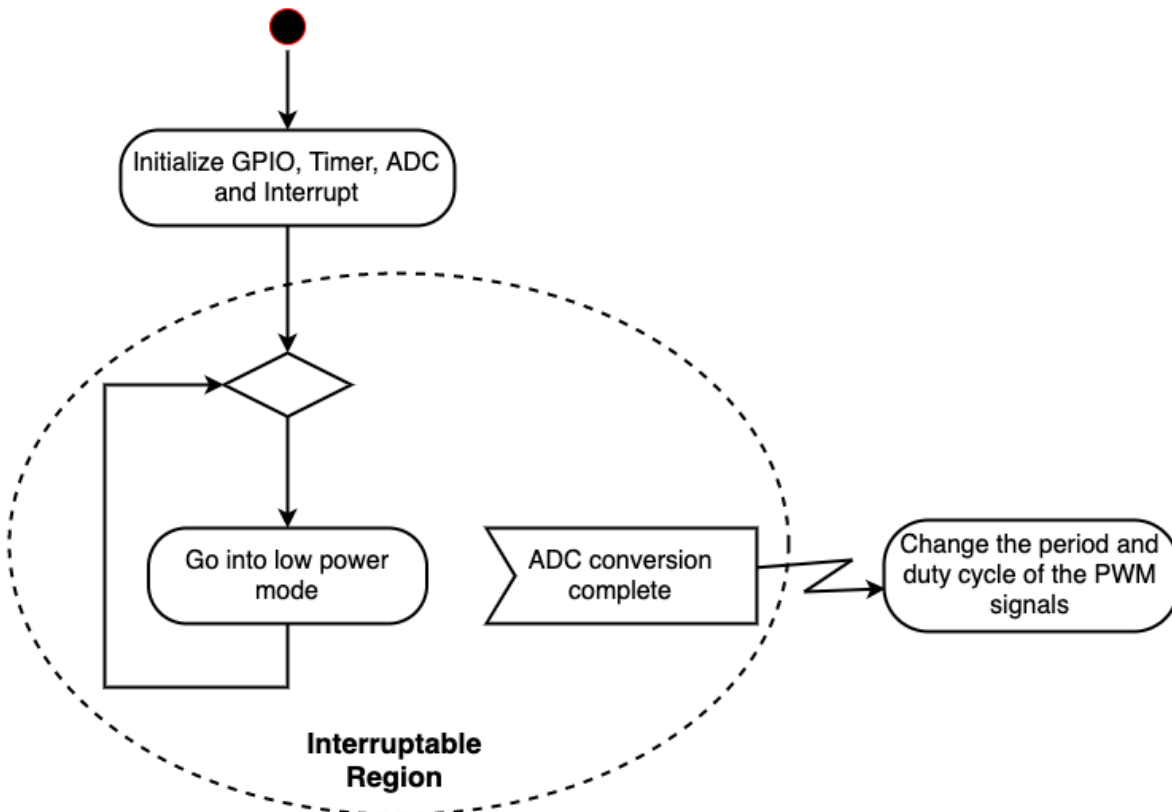 Initialize GPIO, Timer, ADC
and Interrupt
Go into low power
mode
ADC conversion
complete
Change the period and
duty cycle of the PWM
signals
Interruptable
Region